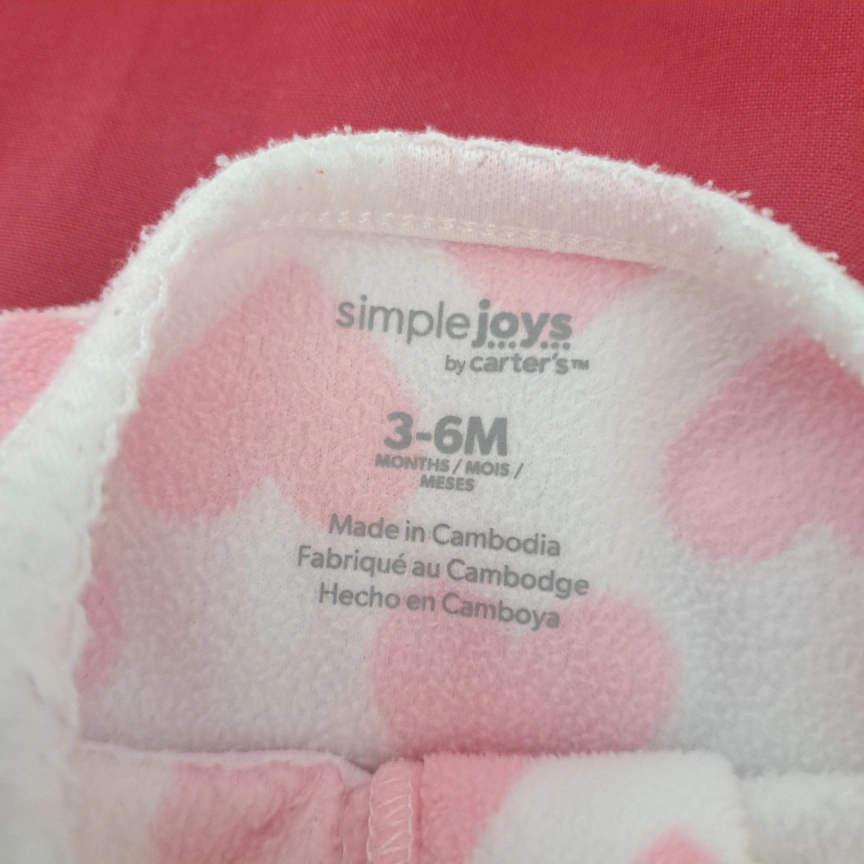 simple joys
by carter's™
3-6M
MONTHS / MOIS /
MESES
Made in Cambodia
Fabriqué au Cambodge
Hecho en Camboya